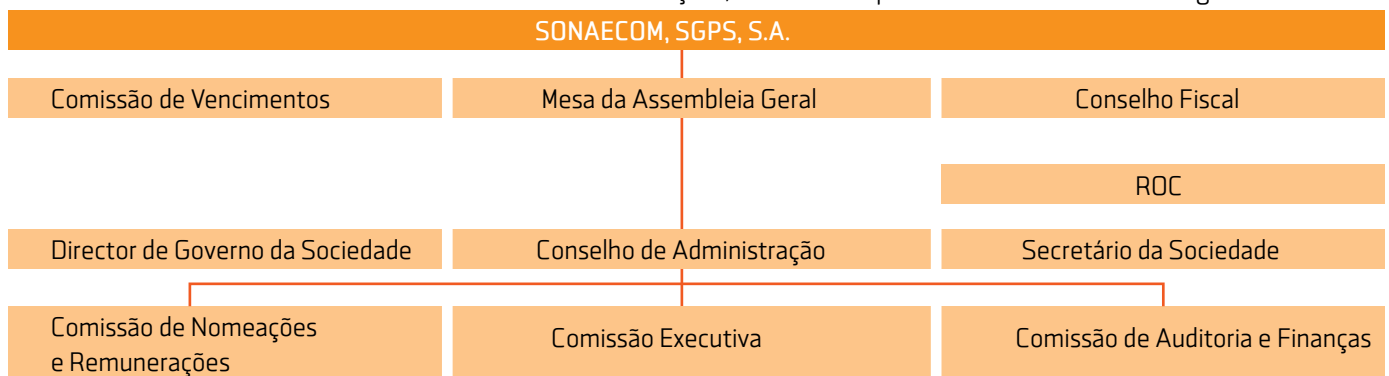 SONAECOM, SGPS, S.A.
Comissão de Vencimentos
Mesa da Assembleia Geral
Conselho Fiscal
ROC
Director de Governo da Sociedade
Conselho de Administração
Secretário da Sociedade
Comissão de Nomeações
e Remunerações
Comissão Executiva
Comissão de Auditoria e Finanças